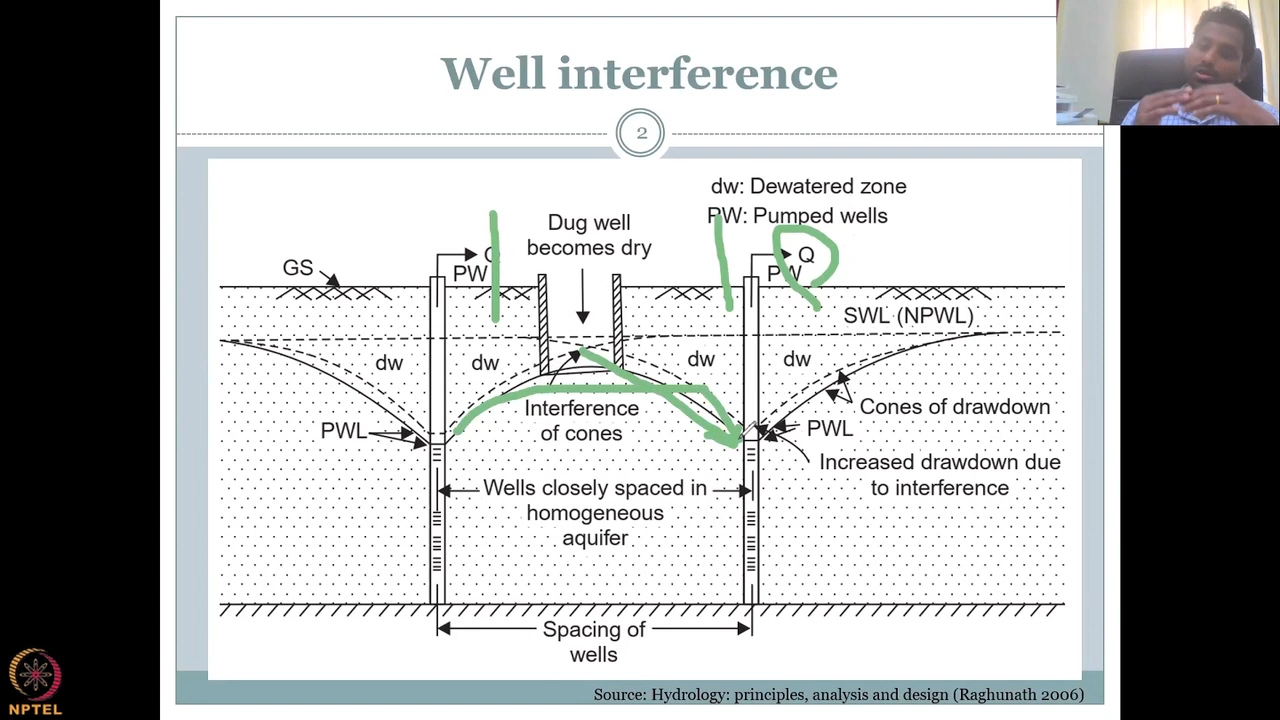 Well interference
2
dw: Dewatered zone
PW: Pumped wells
Dug well
becomes dry
GS
Q
PW
Q
PW
SWL (NPWL)
dw
dw
dw
dw
Interference
of cones
Cones of drawdown
PWL
PWL
Increased drawdown due
to interference
Wells closely spaced in
homogeneous
aquifer
Spacing of
wells
Source: Hydrology: principles, analysis and design (Raghunath 2006)
NPTEL